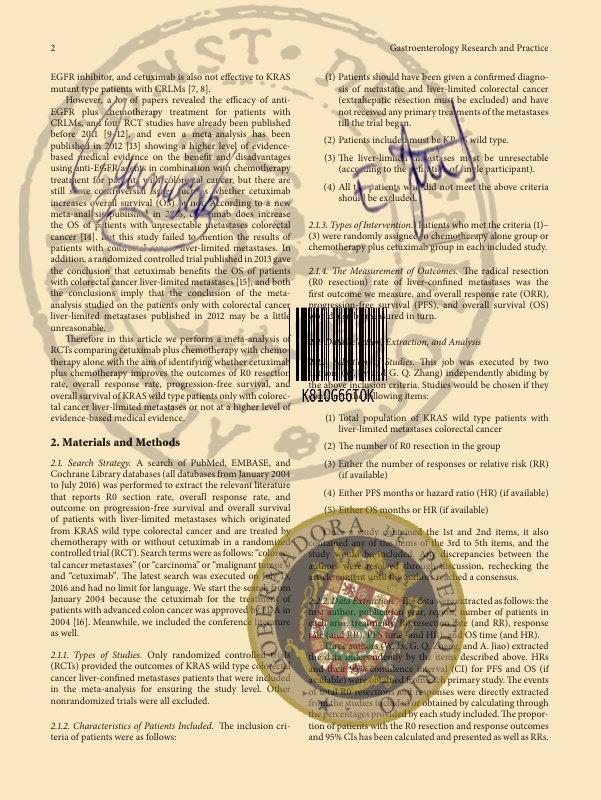 2
Gastroenterology Research and Practice
EGFR inhibitor, and cetuximab is also not effective to KRAS
mutant type patients with CRLMs [7, 8].
However, a lot of papers revealed the efficacy of anti-
EGFR plus chemotherapy treatment for patients with
CRLMs, and four RCT studies have already been published
before 2011 [9–12], and even a meta-analysis has been
published in 2012 [13] showing a higher level of evidence-
based medical evidence on the benefit and disadvantages
using anti-EGFR agents in combination with chemotherapy
treatment for patients with colorectal cancer, but there are
still some controversial issues whether cetuximab
increases overall survival (OS) or not. According to a new
meta-analysis published in cetuximab does increase
the OS of patients with unresectable metastases colorectal
cancer [14]. But this study failed to mention the results of
patients with colorectal cancer liver-limited metastases. In
addition, a randomized controlled trial published in 2013 gave
the conclusion that cetuximab benefits the OS of patients
with colorectal cancer liver-limited metastases [15], and both
the conclusions imply that the conclusion of the meta-
analysis studied on the patients only with colorectal cancer
liver-limited metastases published in 2012 may be a little
unreasonable.
Therefore in this article we perform a meta-analysis of
RCTs comparing cetuximab plus chemotherapy with chemo-
therapy alone with the aim of identifying whether cetuximab
plus chemotherapy improves the outcomes of R0 resection
rate, overall response rate, progression-free survival, and
overall survival of KRAS wild type patients only with colorec-
tal cancer liver-limited metastases or not at a higher level of
evidence-based medical evidence.
2. Materials and Methods
2.1. Search Strategy. A search of PubMed, EMBASE, and
Cochrane Library databases (all databases from January 2004
to July 2016) was performed to extract the relevant literature
that reports R0 section rate, overall response rate, and
outcome on progression-free survival and overall survival
of patients with liver-limited metastases which originated
from KRAS wild type colorectal cancer and are treated by
chemotherapy with or without cetuximab in a randomized
controlled trial (RCT). Search terms were as follows: "colorec-
tal cancer metastases" (or "carcinoma" or "malignant tumor")
and "cetuximab". The latest search was executed on July 1st,
2016 and had no limit for language. We start the search from
January 2004 because the cetuximab for the treatment of
patients with advanced colon cancer was approved by FDA in
2004 [16]. Meanwhile, we included the conference literature
as well.
2.1.1. Types of Studies. Only randomized controlled trials
(RCTs) provided the outcomes of KRAS wild type colorectal
cancer liver-confined metastases patients that were included
in the meta-analysis for ensuring the study level. Other
nonrandomized trials were all excluded.
2.1.2. Characteristics of Patients Included. The inclusion cri-
teria of patients were as follows:
(1) Patients should have been given a confirmed diagno-
sis of metastatic and liver-limited colorectal cancer
(extrahepatic resection must be excluded) and have
not received any primary treatments of the metastases
till the trial began.
(2) Patients included must be KRAS wild type.
(3) The liver-limited metastases must be unresectable
(according to the definition of single participant).
(4) All the patients who did not meet the above criteria
should be excluded.
2.1.3. Types of Intervention. Patients who met the criteria (1)–
(3) were randomly assigned to chemotherapy alone group or
chemotherapy plus cetuximab group in each included study.
2.1.4. The Measurement of Outcomes. The radical resection
(R0 resection) rate of liver-confined metastases was the
first outcome we measure, and overall response rate (ORR),
progression-free survival (PFS), and overall survival (OS)
would also be measured in turn.
Extraction, and Analysis
Studies. This job was executed by two
G. Q. Zhang) independently abiding by
the above inclusion criteria. Studies would be chosen if they
following items:
K810G66T0K
(1) Total population of KRAS wild type patients with
liver-limited metastases colorectal cancer
(2) The number of R0 resection in the group
(3) Either the number of responses or relative risk (RR)
(if available)
(4) Either PFS months or hazard ratio (HR) (if available)
(5) Either OS months or HR (if available)
Once a study contained the 1st and 2nd items, it also
contained any of the items of the 3rd to 5th items, and the
study would be included. Any discrepancies between the
authors were resolved through discussion, rechecking the
article content until the authors reached a consensus.
2.2.2. Data Extraction. The data were extracted as follows: the
first author, publication year, region, number of patients in
each arm, treatments, R0 resection rate (and RR), response
rate (and RR), PFS time (and HR), and OS time (and HR).
Three authors (W. Lv, G. Q. Zhang, and A. Jiao) extracted
the data independently by the items described above. HRs
and their 95% confidence interval (CI) for PFS and OS (if
available) were obtained from each primary study. The events
of total R0 resections and responses were directly extracted
from the studies included or obtained by calculating through
the percentages provided by each study included. The propor-
tion of patients with the R0 resection and response outcomes
and 95% CIs has been calculated and presented as well as RRs.